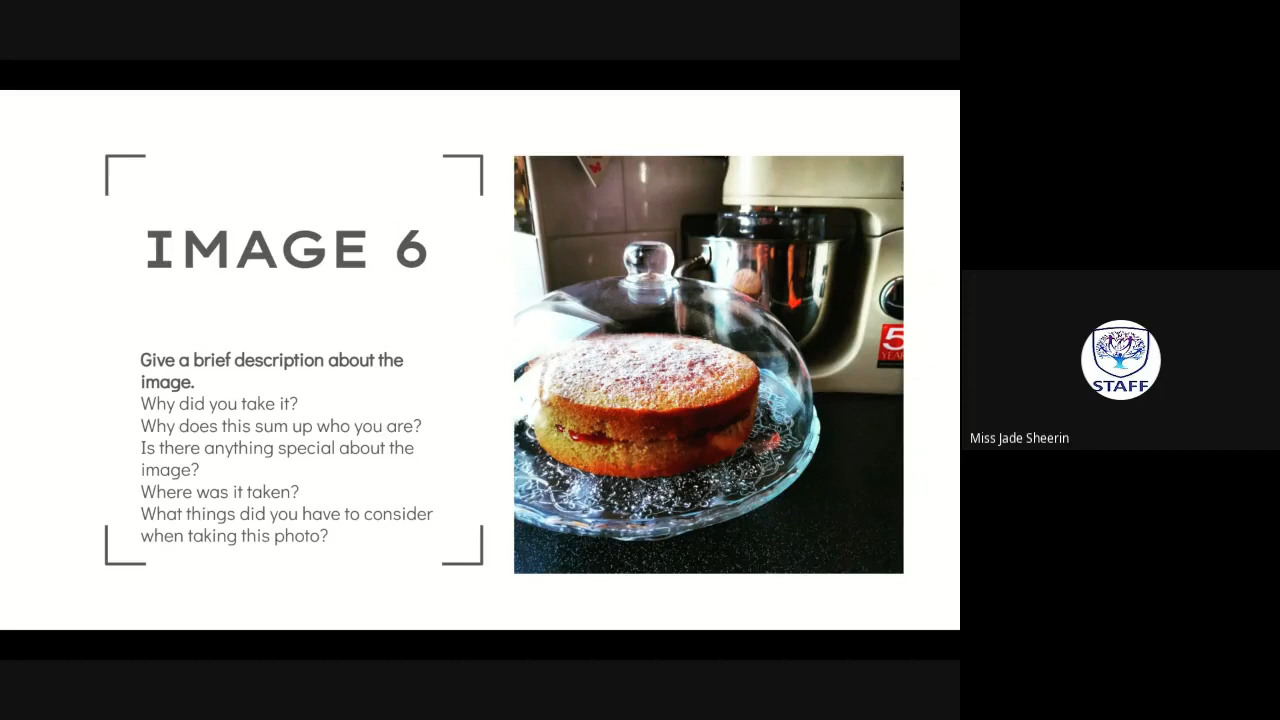 IMAGE 6
Give a brief description about the
image.
Why did you take it?
Why does this sum up who you are?
Is there anything special about the
image?
Where was it taken?
What things did you have to consider
when taking this photo?
5
YEAR
STAFF
Miss Jade Sheerin